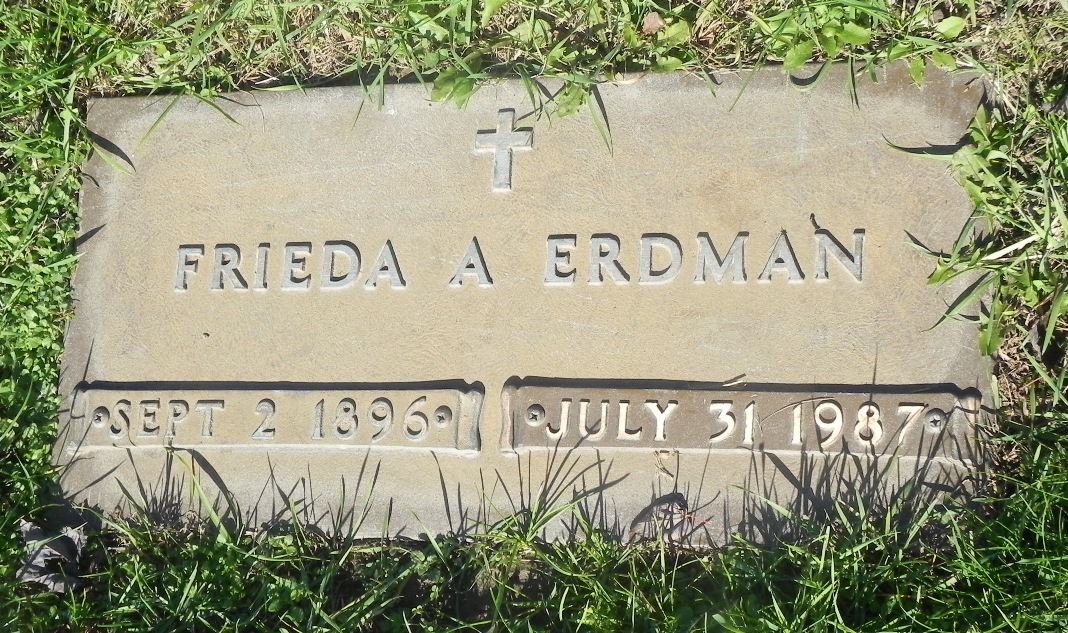 FRIEDA A ERDMAN
SEPT 2 1896 JULY 31 1987